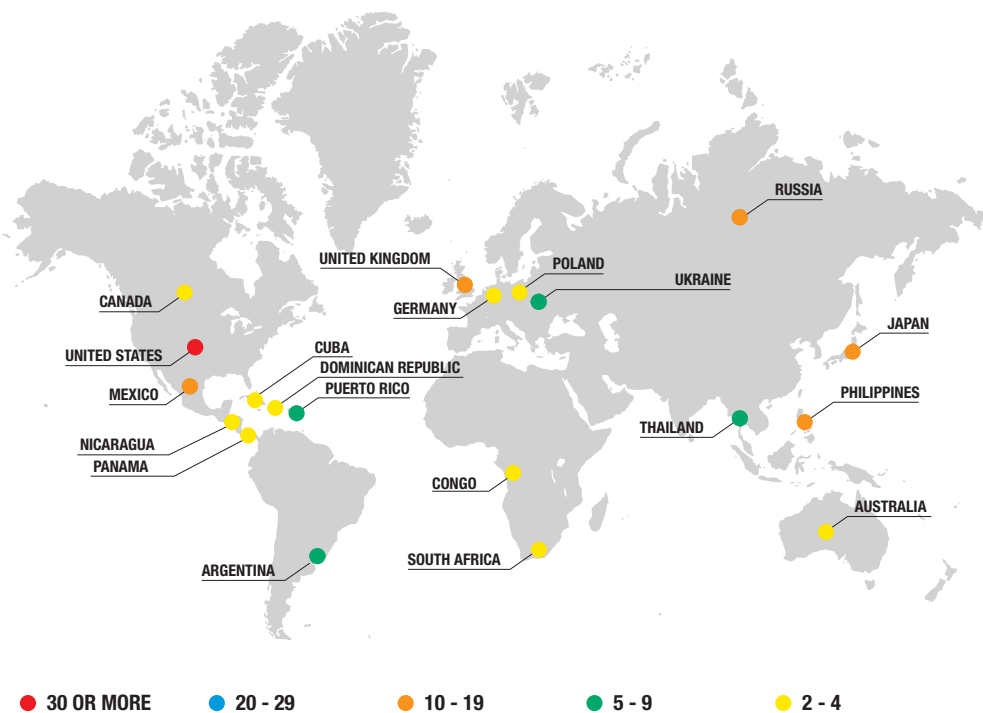 RUSSIA
UNITED KINGDOM
POLAND
UKRAINE
GERMANY
CANADA
JAPAN
UNITED STATES
CUBA
DOMINICAN REPUBLIC
MEXICO
PUERTO RICO
PHILIPPINES
THAILAND
NICARAGUA
PANAMA
CONGO
AUSTRALIA
SOUTH AFRICA
ARGENTINA
30 OR MORE
20 - 29
10 - 19
5 - 9
2 - 4